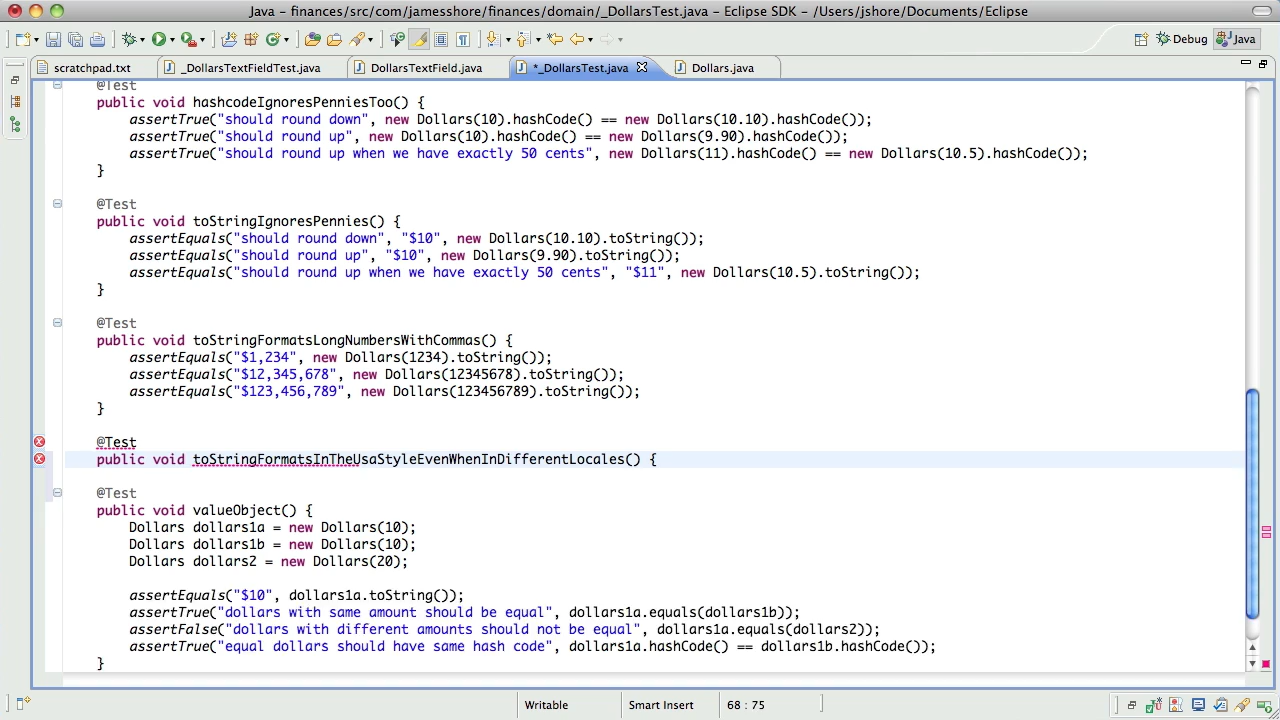 Java – finances/src/com/jamesshore/finances/domain/_DollarsTest.java – Eclipse SDK – /Users/jshore/Documents/Eclipse
Debug Java
scratchpad.txt _DollarsTextFieldTest.java DollarsTextField.java *_DollarsTest.java Dollars.java
@Test
public void hashcodeIgnoresPenniesToo() {
assertTrue("should round down", new Dollars(10).hashCode() == new Dollars(10.10).hashCode());
assertTrue("should round up", new Dollars(10).hashCode() == new Dollars(9.90).hashCode());
assertTrue("should round up when we have exactly 50 cents", new Dollars(11).hashCode() == new Dollars(10.5).hashCode());
}
@Test
public void toStringIgnoresPennies() {
assertEquals("should round down", "$10", new Dollars(10.10).toString());
assertEquals("should round up", "$10", new Dollars(9.90).toString());
assertEquals("should round up when we have exactly 50 cents", "$11", new Dollars(10.5).toString());
}
@Test
public void toStringFormatsLongNumbersWithCommas() {
assertEquals("$1,234", new Dollars(1234).toString());
assertEquals("$12,345,678", new Dollars(12345678).toString());
assertEquals("$123,456,789", new Dollars(123456789).toString());
}
@Test
public void toStringFormatsInTheUsaStyleEvenWhenInDifferentLocales() {
@Test
public void valueObject() {
Dollars dollars1a = new Dollars(10);
Dollars dollars1b = new Dollars(10);
Dollars dollars2 = new Dollars(20);
assertEquals("$10", dollars1a.toString());
assertTrue("dollars with same amount should be equal", dollars1a.equals(dollars1b));
assertFalse("dollars with different amounts should not be equal", dollars1a.equals(dollars2));
assertTrue("equal dollars should have same hash code", dollars1a.hashCode() == dollars1b.hashCode());
}
Writable Smart Insert 68 : 75